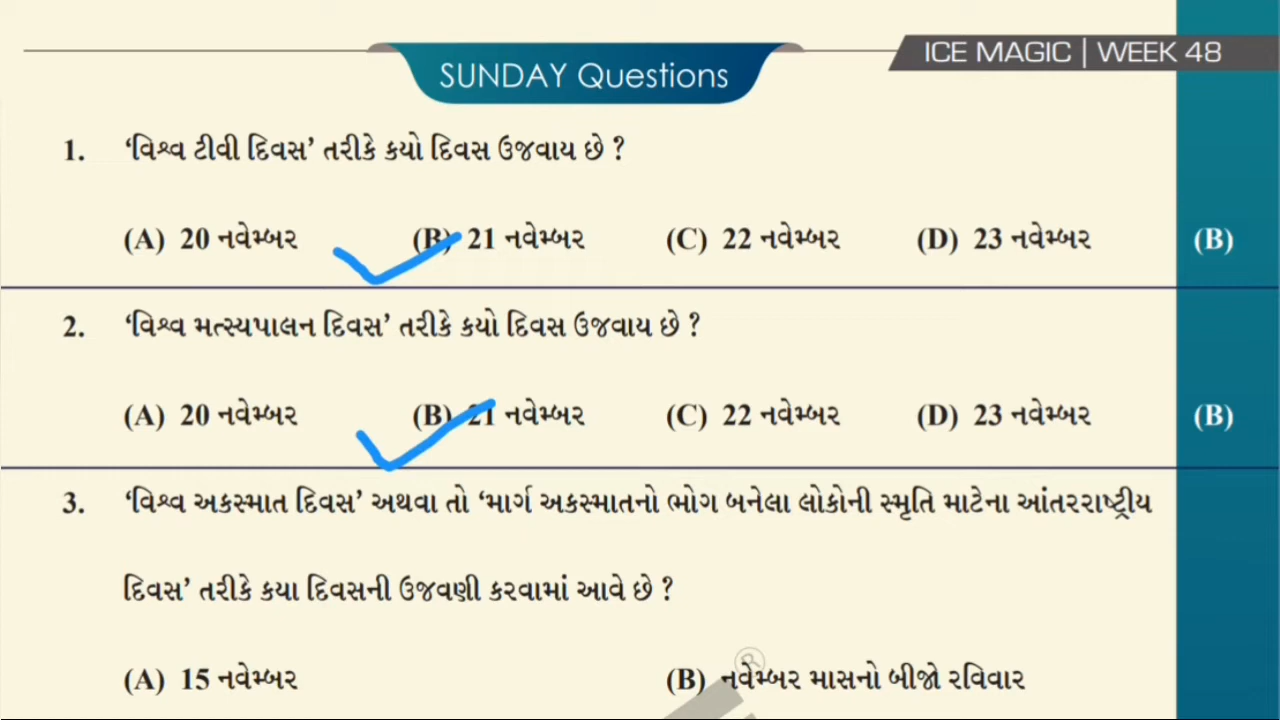 ICE MAGIC | WEEK 48
SUNDAY Questions
1. ‘વિશ્વ ટીવી દિવસ’ તરીકે કયો દિવસ ઉજવાય છે ?
(A) 20 નવેમ્બર (B) 21 નવેમ્બર (C) 22 નવેમ્બર (D) 23 નવેમ્બર (B)
2. ‘વિશ્વ મત્સ્યપાલન દિવસ’ તરીકે કયો દિવસ ઉજવાય છે ?
(A) 20 નવેમ્બર (B) 21 નવેમ્બર (C) 22 નવેમ્બર (D) 23 નવેમ્બર (B)
3. ‘વિશ્વ અકસ્માત દિવસ’ અથવા તો ‘માર્ગ અકસ્માતનો ભોગ બનેલા લોકોની સ્મૃતિ માટેના આંતરરાષ્ટ્રીય
દિવસ’ તરીકે કયા દિવસની ઉજવણી કરવામાં આવે છે ?
(A) 15 નવેમ્બર (B) નવેમ્બર માસનો બીજો રવિવાર
®